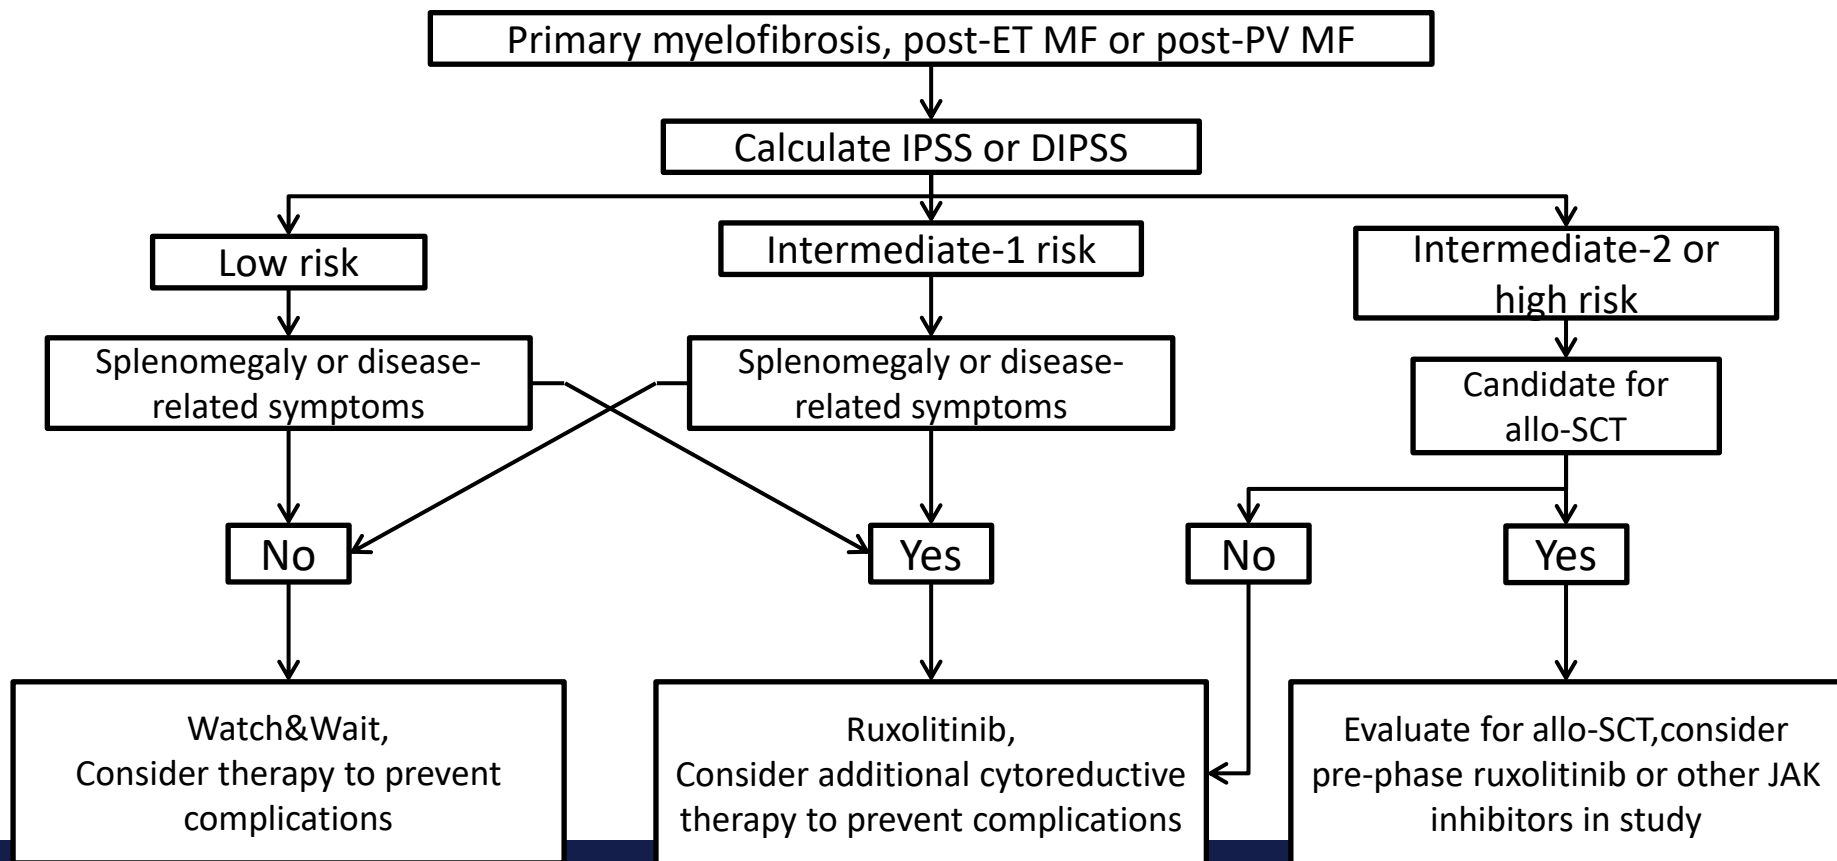 Primary myelofibrosis, post-ET MF or post-PV MF
Calculate IPSS or DIPSS
Low risk
Intermediate-1 risk
Intermediate-2 or
high risk
Splenomegaly or disease-
related symptoms
Splenomegaly or disease-
related symptoms
Candidate for
allo-SCT
No
Yes
No
Yes
Watch&Wait,
Consider therapy to prevent
complications
Ruxolitinib,
Consider additional cytoreductive
therapy to prevent complications
Evaluate for allo-SCT,consider
pre-phase ruxolitinib or other JAK
inhibitors in study